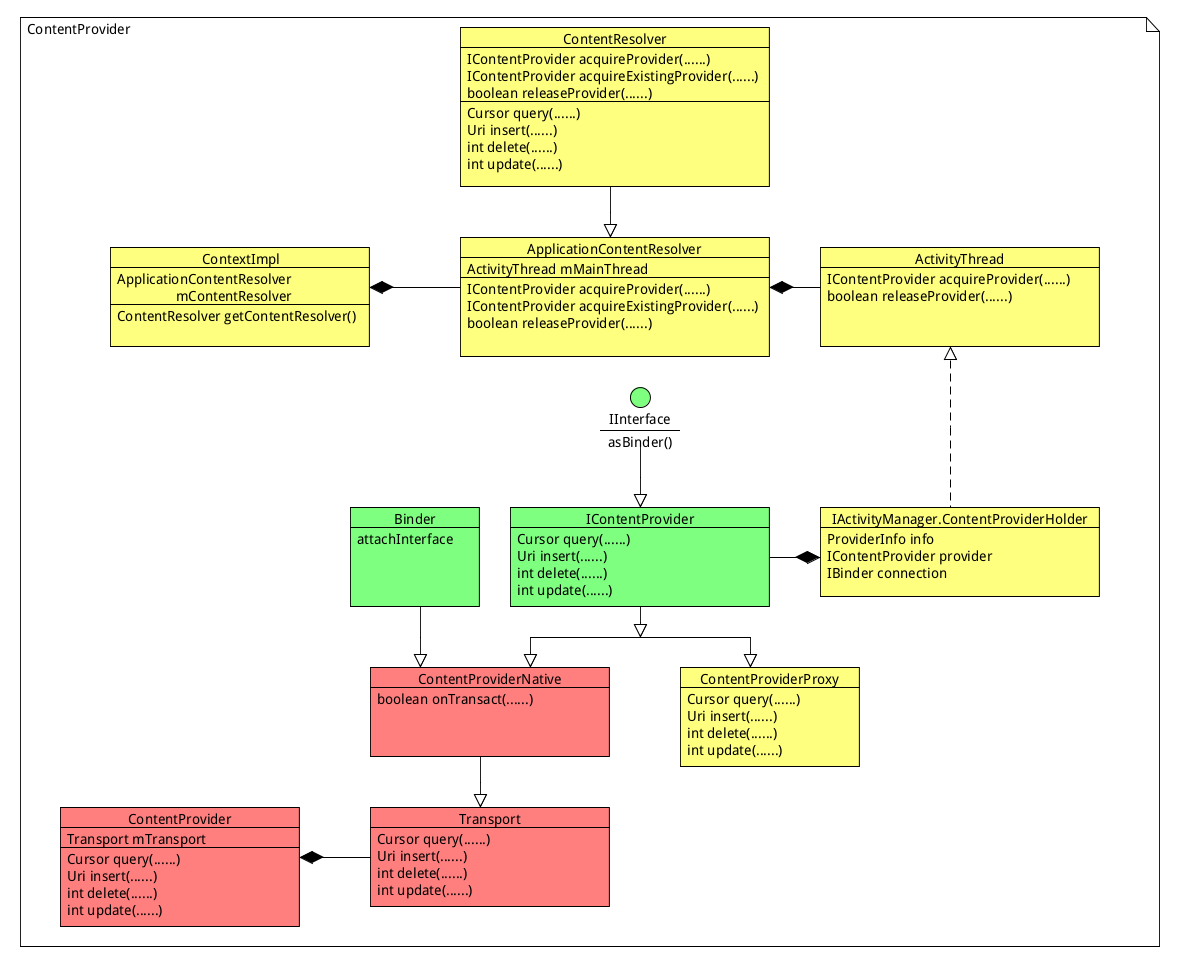 ContentProvider
ContentResolver
IContentProvider acquireProvider(......)
IContentProvider acquireExistingProvider(......)
boolean releaseProvider(......)
Cursor query(......)
Uri insert(......)
int delete(......)
int update(......)
ContextImpl
ApplicationContentResolver
mContentResolver
ContentResolver getContentResolver()
ApplicationContentResolver
ActivityThread mMainThread
IContentProvider acquireProvider(......)
IContentProvider acquireExistingProvider(......)
boolean releaseProvider(......)
ActivityThread
IContentProvider acquireProvider(.....)
boolean releaseProvider(......)
IInterface
asBinder()
Binder
attachInterface
IContentProvider
Cursor query(......)
Uri insert(......)
int delete(......)
int update(......)
IActivityManager.ContentProviderHolder
ProviderInfo info
IContentProvider provider
IBinder connection
ContentProviderNative
boolean onTransact(......)
ContentProviderProxy
Cursor query(......)
Uri insert(......)
int delete(......)
int update(......)
ContentProvider
Transport mTransport
Cursor query(......)
Uri insert(......)
int delete(......)
int update(......)
Transport
Cursor query(......)
Uri insert(......)
int delete(......)
int update(......)